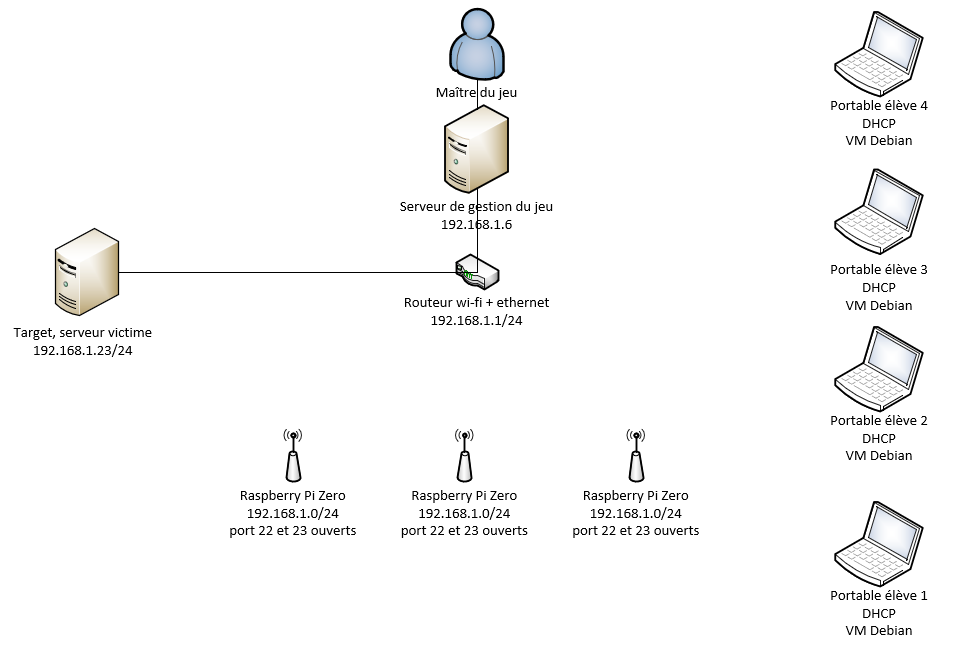 Maître du jeu
Serveur de gestion du jeu
192.168.1.6
Routeur wi-fi + ethernet
192.168.1.1/24
Target, serveur victime
192.168.1.23/24
Raspberry Pi Zero
192.168.1.0/24
port 22 et 23 ouverts
Raspberry Pi Zero
192.168.1.0/24
port 22 et 23 ouverts
Raspberry Pi Zero
192.168.1.0/24
port 22 et 23 ouverts
Portable élève 4
DHCP
VM Debian
Portable élève 3
DHCP
VM Debian
Portable élève 2
DHCP
VM Debian
Portable élève 1
DHCP
VM Debian